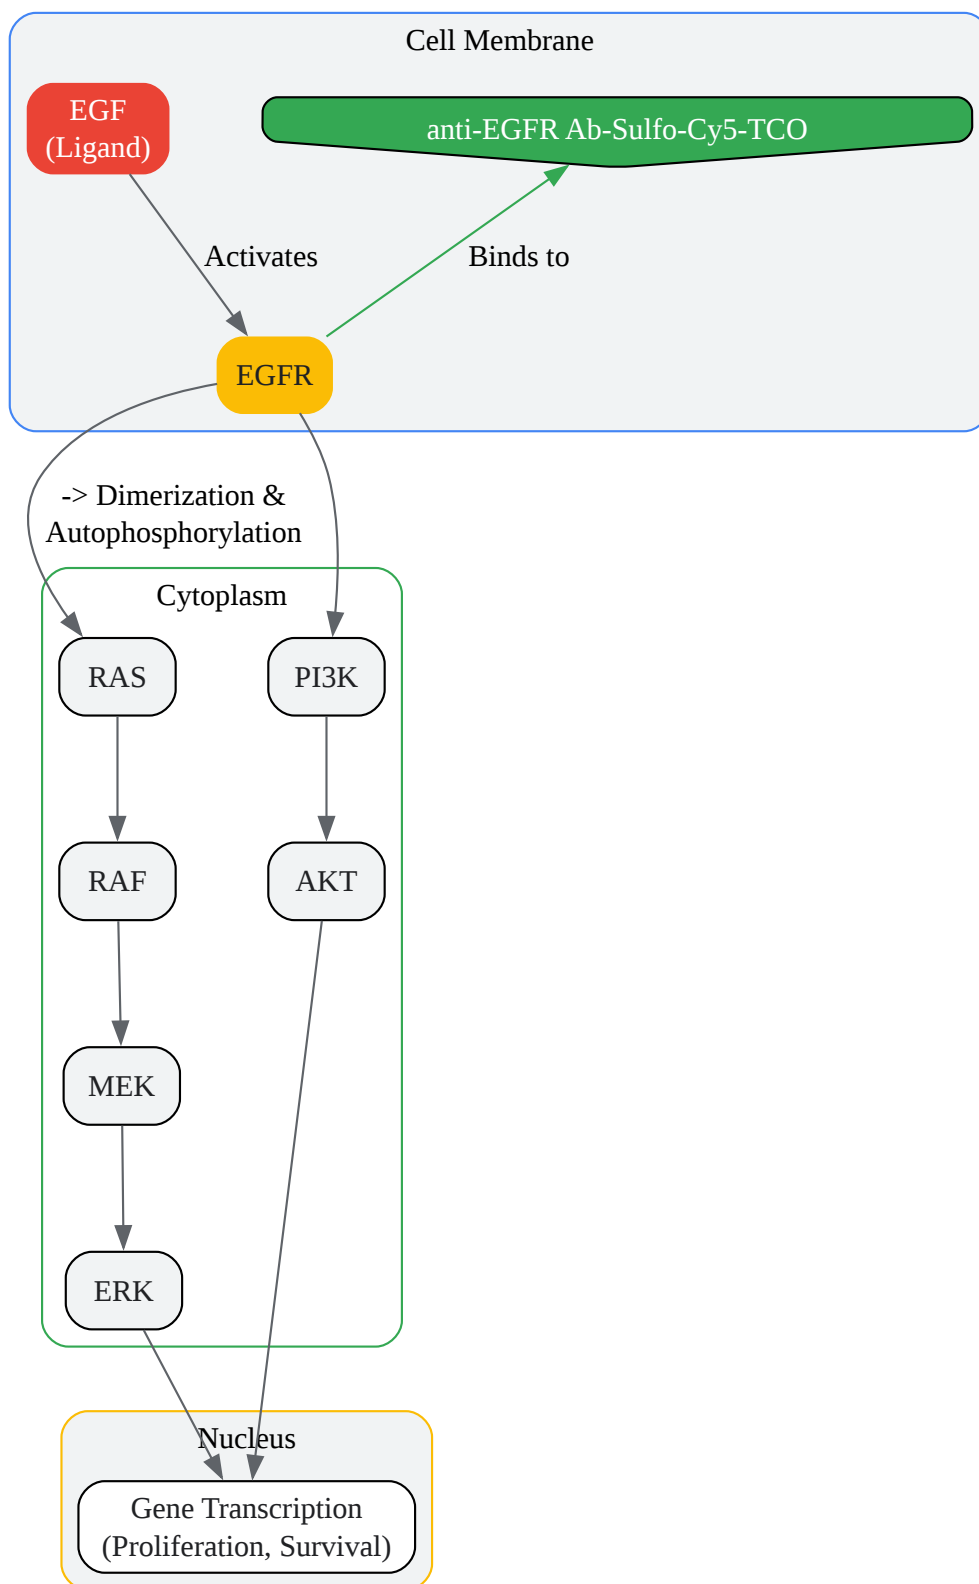 Cell Membrane
EGF
(Ligand)
anti-EGFR Ab-Sulfo-Cy5-TCO
Activates
Binds to
EGFR
-> Dimerization &
Autophosphorylation
Cytoplasm
RAS
PI3K
RAF
AKT
MEK
ERK
Nucleus
Gene Transcription
(Proliferation, Survival)